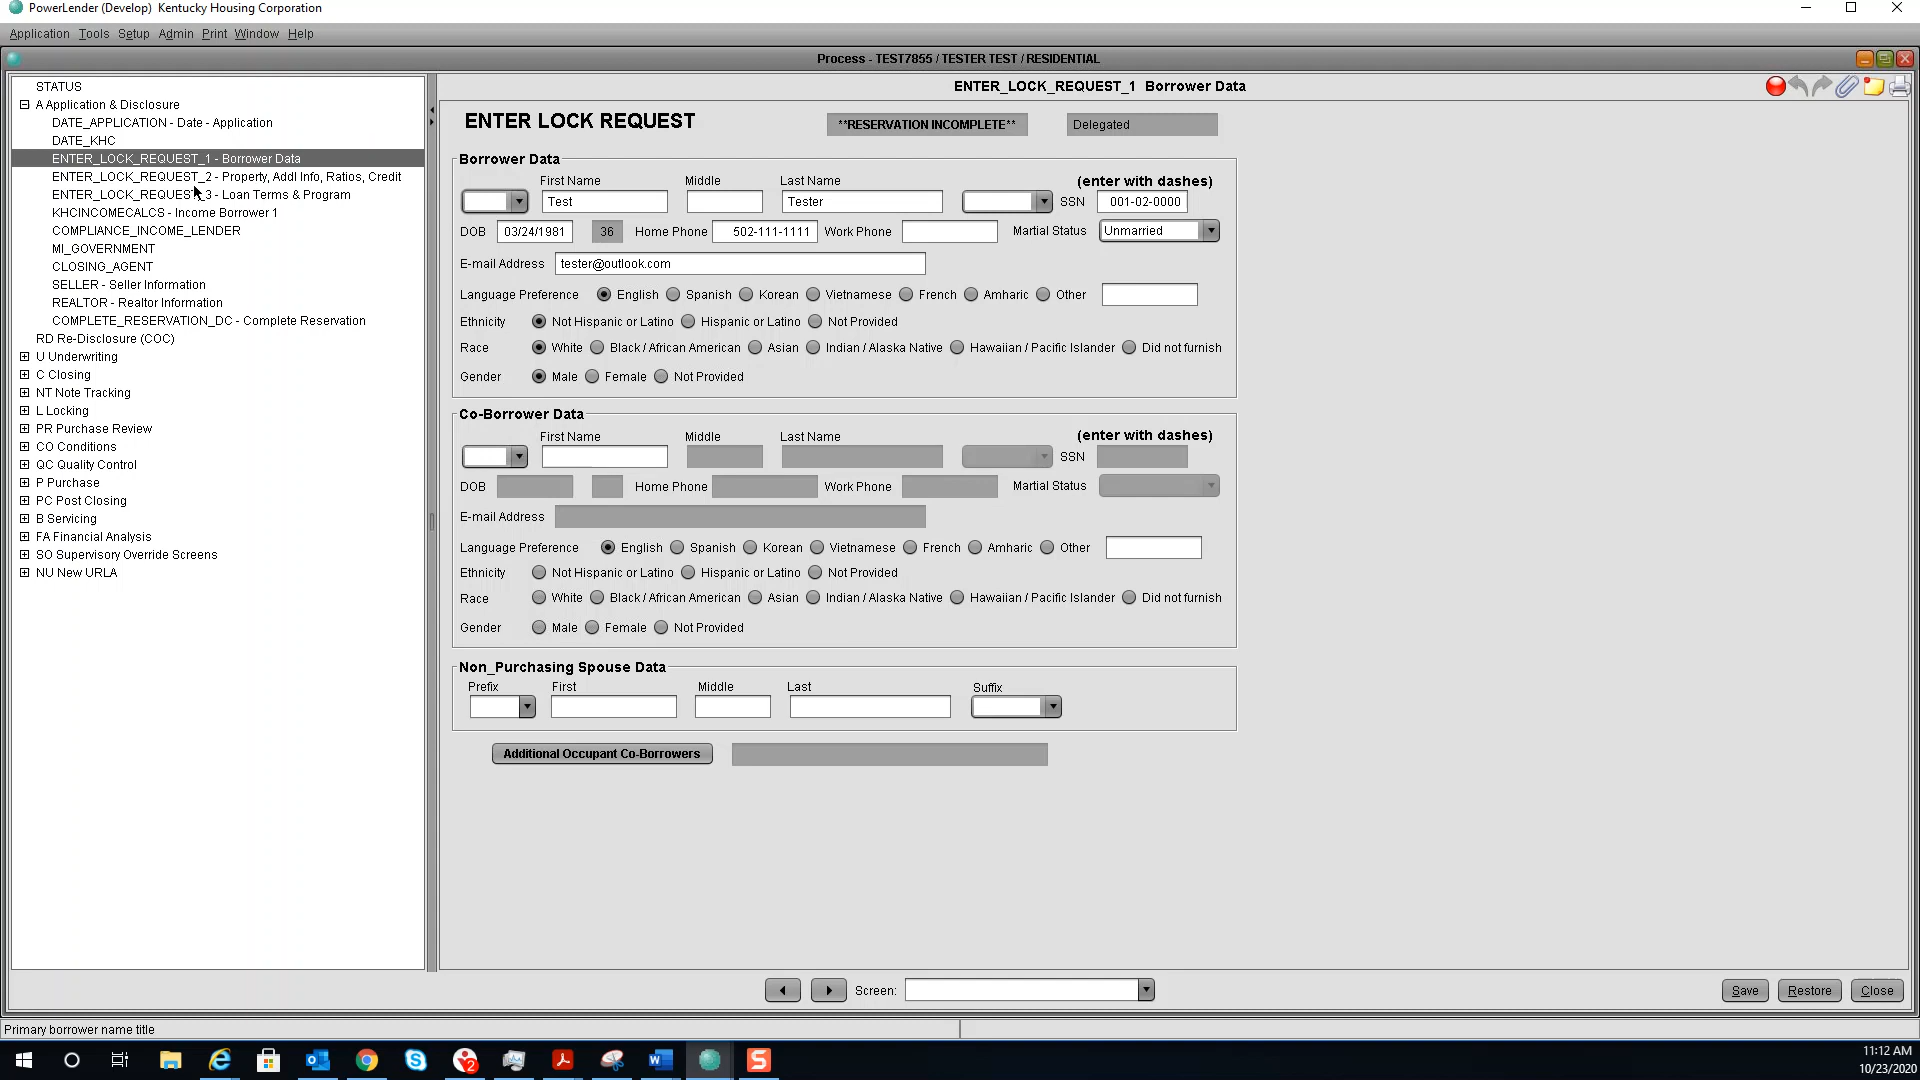 PowerLender (Develop) Kentucky Housing Corporation
Application Tools Setup Admin Print Window Help
Process - TEST7855 / TESTER TEST / RESIDENTIAL
STATUS
A Application & Disclosure
DATE_APPLICATION - Date - Application
DATE_KHC
ENTER_LOCK_REQUEST_1 - Borrower Data
ENTER_LOCK_REQUEST_2 - Property, Addl Info, Ratios, Credit
ENTER_LOCK_REQUEST_3 - Loan Terms & Program
KHCINCOMECALCS - Income Borrower 1
COMPLIANCE_INCOME_LENDER
MI_GOVERNMENT
CLOSING_AGENT
SELLER - Seller Information
REALTOR - Realtor Information
COMPLETE_RESERVATION_DC - Complete Reservation
RD Re-Disclosure (COC)
U Underwriting
C Closing
NT Note Tracking
L Locking
PR Purchase Review
CO Conditions
QC Quality Control
P Purchase
PC Post Closing
B Servicing
FA Financial Analysis
SO Supervisory Override Screens
NU New URLA
ENTER_LOCK_REQUEST_1 Borrower Data
ENTER LOCK REQUEST **RESERVATION INCOMPLETE** Delegated
Borrower Data
First Name Middle Last Name (enter with dashes)
Test Tester SSN 001-02-0000
DOB 03/24/1981 36 Home Phone 502-111-1111 Work Phone Martial Status Unmarried
E-mail Address tester@outlook.com
Language Preference English Spanish Korean Vietnamese French Amharic Other
Ethnicity Not Hispanic or Latino Hispanic or Latino Not Provided
Race White Black / African American Asian Indian / Alaska Native Hawaiian / Pacific Islander Did not furnish
Gender Male Female Not Provided
Co-Borrower Data
First Name Middle Last Name (enter with dashes)
SSN
DOB Home Phone Work Phone Martial Status
E-mail Address
Language Preference English Spanish Korean Vietnamese French Amharic Other
Ethnicity Not Hispanic or Latino Hispanic or Latino Not Provided
Race White Black / African American Asian Indian / Alaska Native Hawaiian / Pacific Islander Did not furnish
Gender Male Female Not Provided
Non_Purchasing Spouse Data
Prefix First Middle Last Suffix
Additional Occupant Co-Borrowers
Screen: Save Restore Close
Primary borrower name title
11:12 AM
10/23/2020